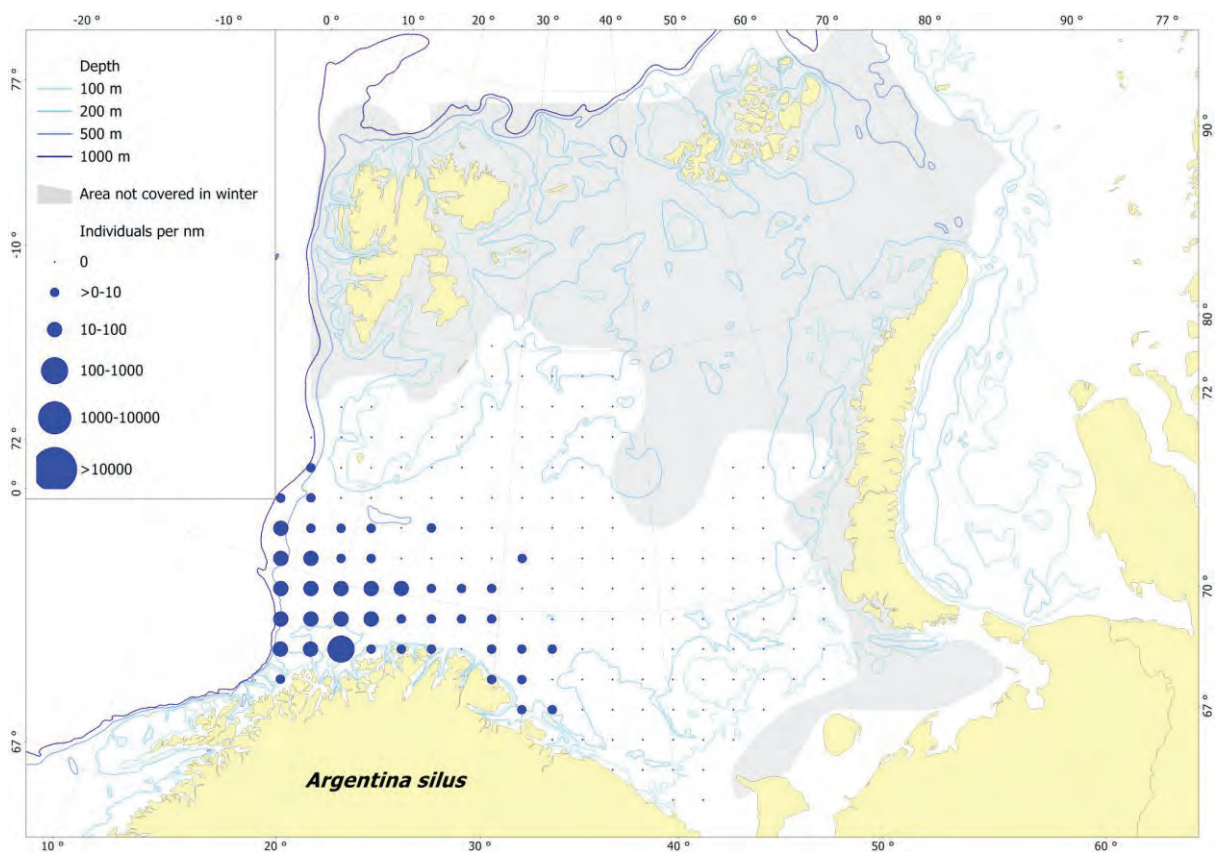 -20 ° -10 ° 0 ° 10 ° 20 ° 30 ° 40 ° 50 ° 60 ° 70 ° 80 ° 90 ° 77 °
Depth
100 m
200 m
500 m
1000 m
Area not covered in winter
Individuals per nm
0
>0-10
10-100
100-1000
1000-10000
>10000
77 °
-10 °
72 °
0 °
67 °
90 °
80 °
72 °
70 °
67 °
Argentina silus
10 ° 20 ° 30 ° 40 ° 50 ° 60 °